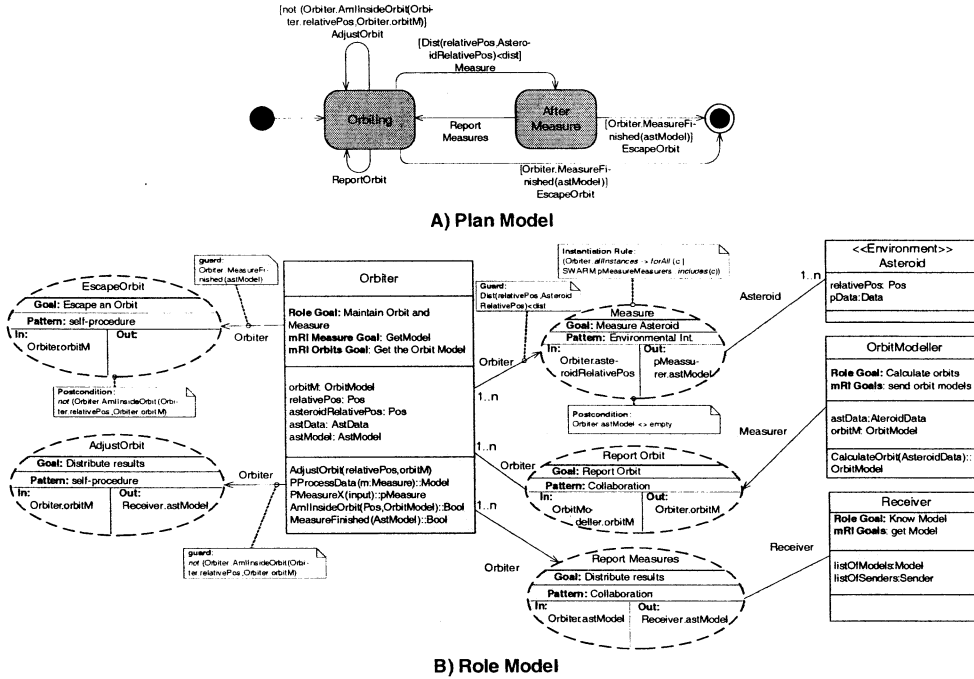 [not (Orbiter.AmIInsideOrbit(Orbi-
ter.relativePos,Orbiter.orbitM)]
AdjustOrbit
[Dist(relativePos,Astero-
idRelativePos)<dist]
Measure
Orbiting
After
Measure
Report
Measures
[Orbiter.MeasureFi-
nished(astModel)]
EscapeOrbit
ReportOrbit
[Orbiter.MeasureFi-
nished(astModel)]
EscapeOrbit
A) Plan Model
guard:
Orbiter MeasureFi-
nished(astModel)
EscapeOrbit
Goal: Escape an Orbit
Pattern: self-procedure
In:
Orbiter.orbitM
Out:
Orbiter
Postcondition:
not (Orbiter AmIInsideOrbit(Orbi-
ter.relativePos,Orbiter orbitM)
AdjustOrbit
Goal: Distribute results
Pattern: self-procedure
In:
Orbiter.orbitM
Out:
Receiver.astModel
Orbiter
guard:
not (Orbiter AmIInsideOrbit(Orbi-
ter.relativePos,Orbiter orbitM)
Orbiter
Role Goal: Maintain Orbit and
Measure
mRI Measure Goal: GetModel
mRI Orbits Goal: Get the Orbit Model
orbitM: OrbitModel
relativePos: Pos
asteroidRelativePos: Pos
astData: AstData
astModel: AstModel
AdjustOrbit(relativePos,orbitM)
PProcessData(m:Measure)::Model
PMeasureX(input)::pMeasure
AmIInsideOrbit(Pos,OrbitModel)::Bool
MeasureFinished(AstModel)::Bool
Guard:
Dist(relativePos,Asteroid
RelativePos)<dist
Orbiter
1..n
1..n
Orbiter
1..n
Orbiter
Instantiation Rule:
(Orbiter allInstances -> forAll (c |
SWARM.pMeasureMeasurers includes(c))
Measure
Goal: Measure Asteroid
Pattern: Environmental Int.
In:
Orbiter.aste-
roidRelativePos
Out:
pMeassu-
rer.astModel
Postcondition:
Orbiter astModel <> empty
Report Orbit
Goal: Report Orbit
Pattern: Collaboration
In:
OrbitMo-
deller.orbitM
Out:
Orbiter.orbitM
Report Measures
Goal: Distribute results
Pattern: Collaboration
In:
Orbiter.astModel
Out:
Receiver.astModel
Asteroid
1..n
Measurer
Receiver
<<Environment>>
Asteroid
relativePos: Pos
pData:Data
OrbitModeller
Role Goal: Calculate orbits
mRI Goals: send orbit models
astData:AteroidData
orbitM: OrbitModel
CalculateOrbit(AsteroidData)::
OrbitModel
Receiver
Role Goal: Know Model
mRI Goals: get Model
listOfModels:Model
listOfSenders:Sender
B) Role Model